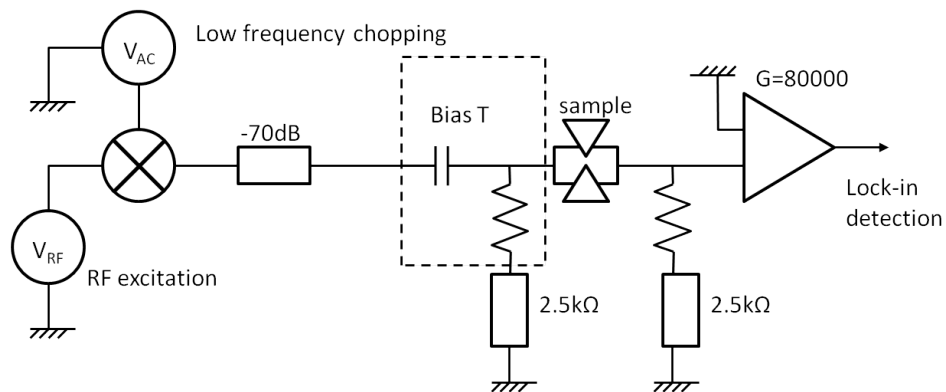 V_AC
Low frequency chopping
G=80000
-70dB
Bias T
sample
V_RF
RF excitation
Lock-in
detection
2.5kΩ
2.5kΩ